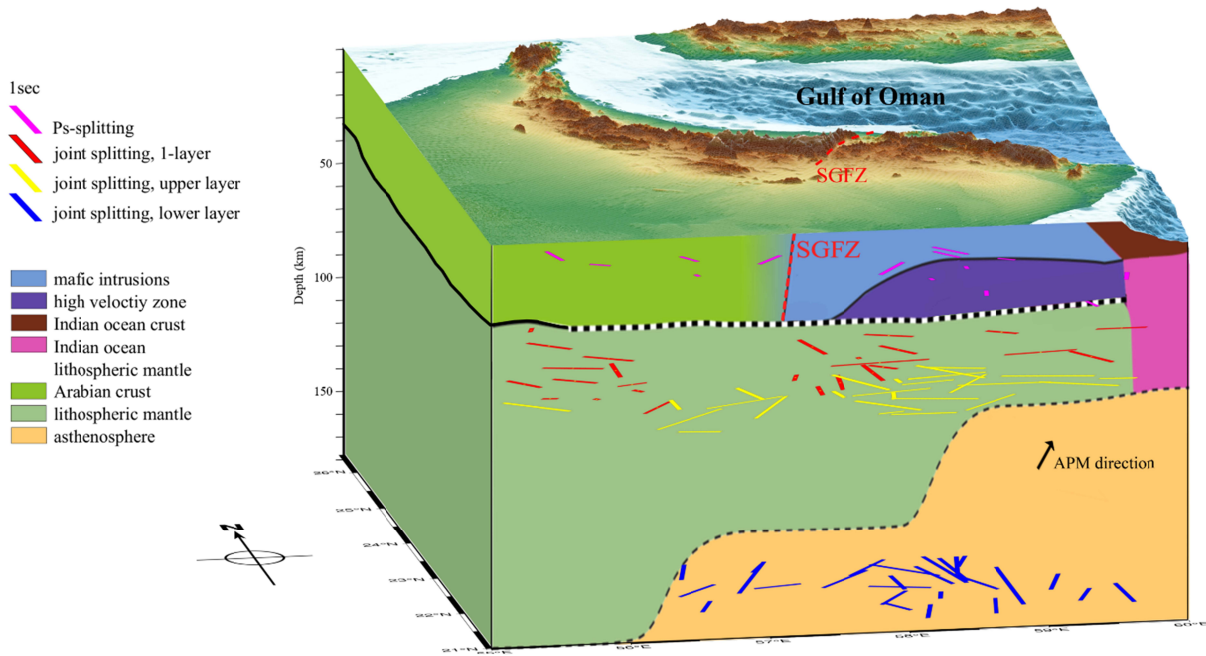 1sec
Ps-splitting
joint splitting, 1-layer
joint splitting, upper layer
joint splitting, lower layer
mafic intrusions
high veloctiy zone
Indian ocean crust
Indian ocean
lithospheric mantle
Arabian crust
lithospheric mantle
asthenosphere
Gulf of Oman
SGFZ
SGFZ
Depth (km)
50
100
150
APM direction
N
26°N
25°N
24°N
23°N
22°N
21°N
55°E
56°E
57°E
58°E
59°E
60°E